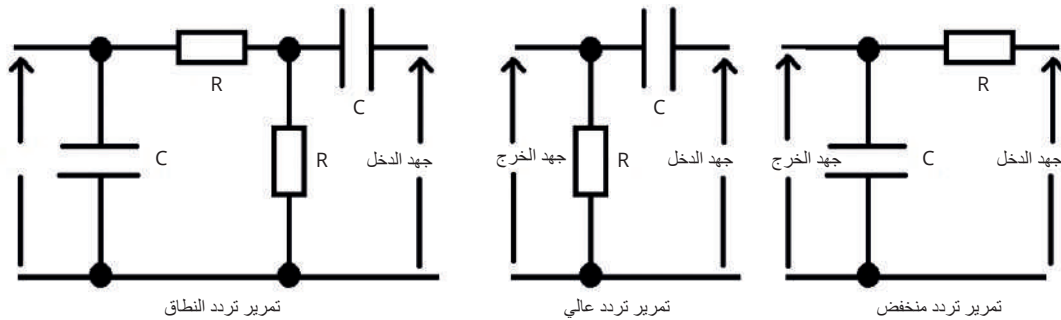 R
C
C
R
جهد الدخل
تمرير تردد النطاق
C
جهد الخرج
R
جهد الدخل
تمرير تردد عالي
R
جهد الخرج
C
جهد الدخل
تمرير تردد منخفض